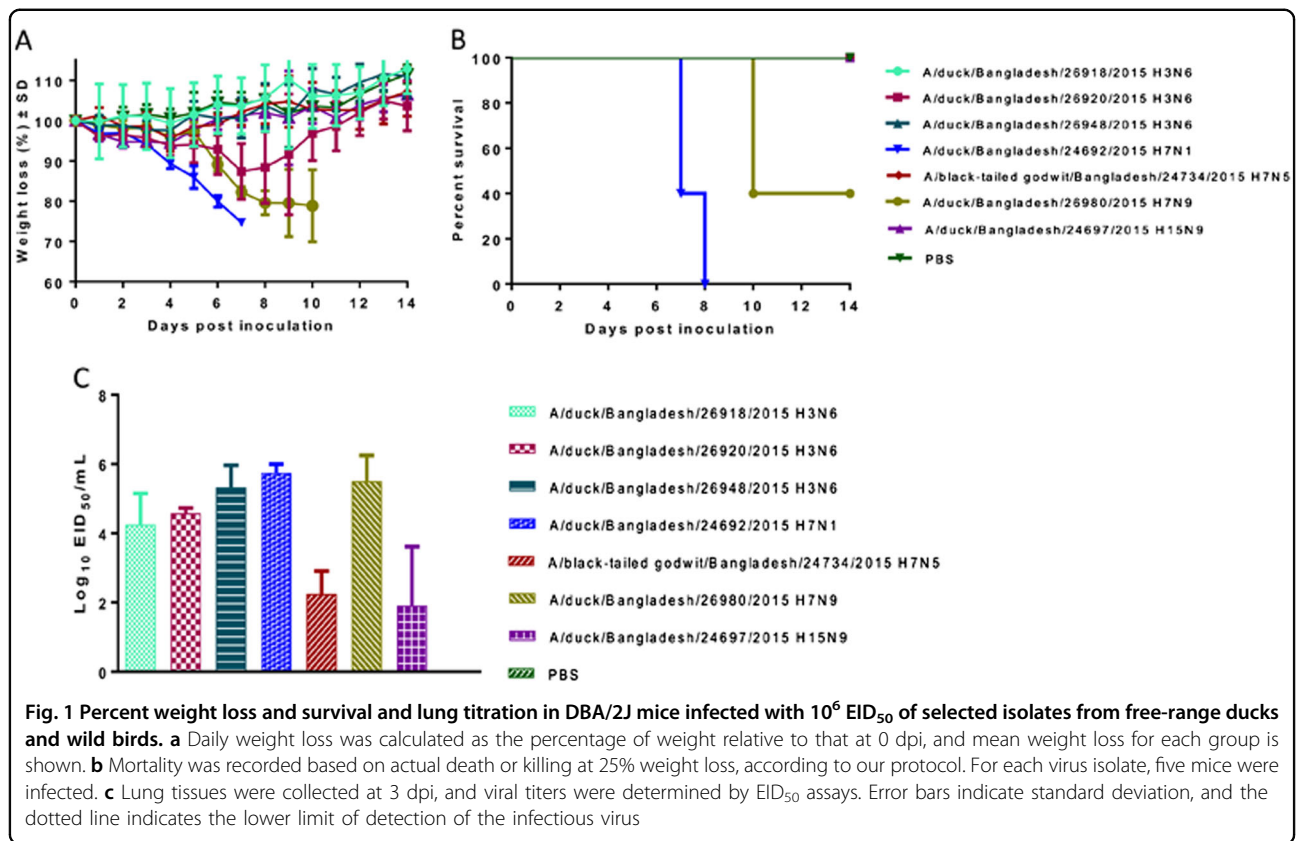 A
Weight loss (%) ± SD
110
100
90
80
70
60
0 2 4 6 8 10 12 14
Days post inoculation
B
Percent survival
100
80
60
40
20
0
0 2 4 6 8 10 12 14
Days post inoculation
A/duck/Bangladesh/26918/2015 H3N6
A/duck/Bangladesh/26920/2015 H3N6
A/duck/Bangladesh/26948/2015 H3N6
A/duck/Bangladesh/24692/2015 H7N1
A/black-tailed godwit/Bangladesh/24734/2015 H7N5
A/duck/Bangladesh/26980/2015 H7N9
A/duck/Bangladesh/24697/2015 H15N9
PBS
C
Log10 EID50/mL
8
6
4
2
0
A/duck/Bangladesh/26918/2015 H3N6
A/duck/Bangladesh/26920/2015 H3N6
A/duck/Bangladesh/26948/2015 H3N6
A/duck/Bangladesh/24692/2015 H7N1
A/black-tailed godwit/Bangladesh/24734/2015 H7N5
A/duck/Bangladesh/26980/2015 H7N9
A/duck/Bangladesh/24697/2015 H15N9
PBS
Fig. 1 Percent weight loss and survival and lung titration in DBA/2J mice infected with 10⁶ EID₅₀ of selected isolates from free-range ducks
and wild birds. a Daily weight loss was calculated as the percentage of weight relative to that at 0 dpi, and mean weight loss for each group is
shown. b Mortality was recorded based on actual death or killing at 25% weight loss, according to our protocol. For each virus isolate, five mice were
infected. c Lung tissues were collected at 3 dpi, and viral titers were determined by EID₅₀ assays. Error bars indicate standard deviation, and the
dotted line indicates the lower limit of detection of the infectious virus